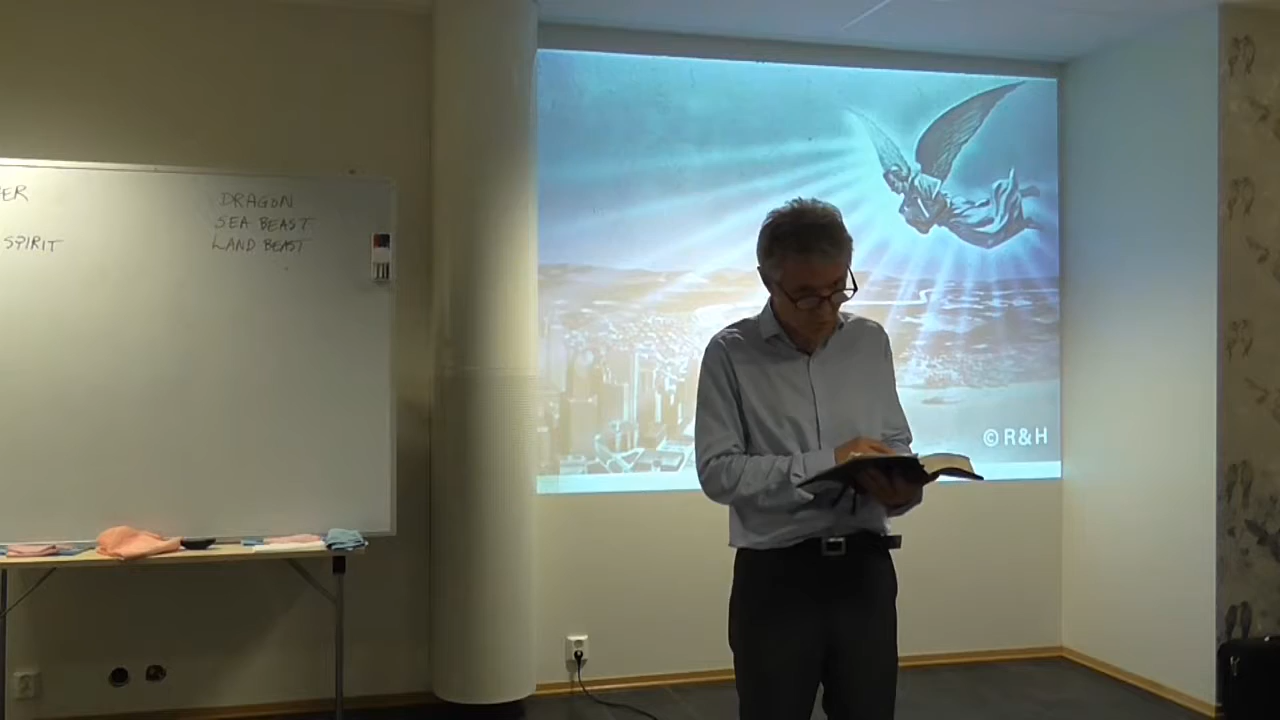 ER
SPIRIT
DRAGON
SEA BEAST
LAND BEAST
© R&H